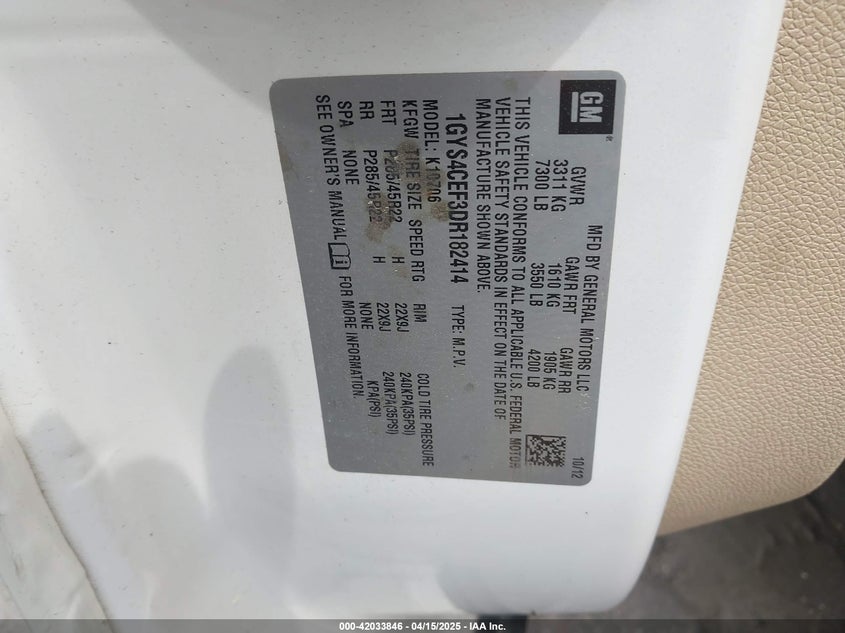 GM
MFD BY GENERAL MOTORS LLC
10/12
GVWR GAWR FRT GAWR RR
3311 KG 1610 KG 1905 KG
7300 LB 3550 LB 4200 LB
THIS VEHICLE CONFORMS TO ALL APPLICABLE U.S. FEDERAL MOTOR
VEHICLE SAFETY STANDARDS IN EFFECT ON THE DATE OF
MANUFACTURE SHOWN ABOVE.
1GYS4CEF3DR182414 TYPE: M.P.V.
MODEL: K10706
KFGW TIRE SIZE SPEED RTG RIM COLD TIRE PRESSURE
FRT P285/45R22 H 22X9J 240KPA(35PSI)
RR P285/45R22 H 22X9J 240KPA(35PSI)
SPA NONE NONE KPA(PSI)
SEE OWNER'S MANUAL FOR MORE INFORMATION.
000-42033846 - 04/15/2025 - IAA Inc.